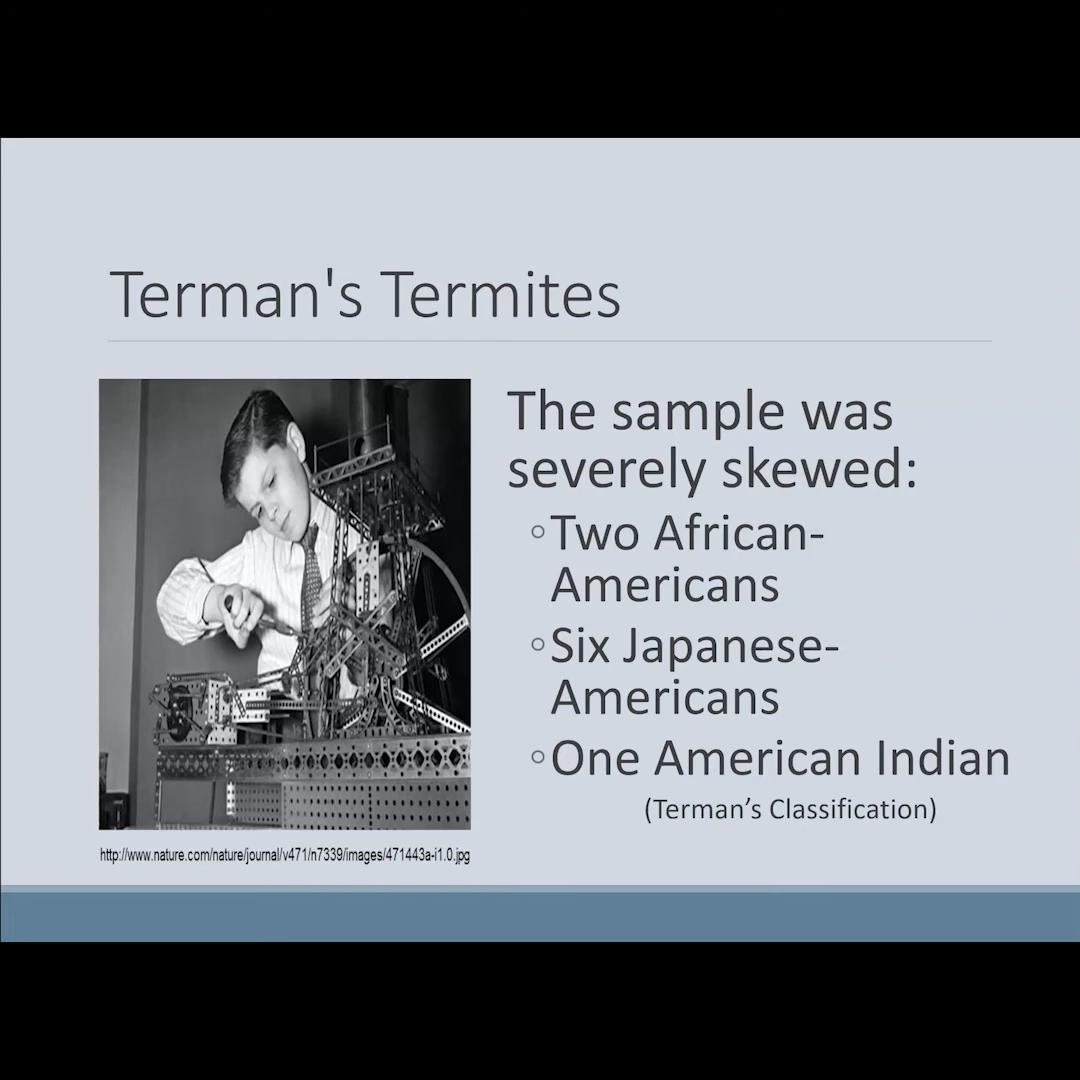 Terman's Termites
The sample was
severely skewed:
◦Two African-
Americans
◦Six Japanese-
Americans
◦One American Indian
(Terman’s Classification)
http://www.nature.com/nature/journal/v471/n7339/images/471443a-i1.0.jpg